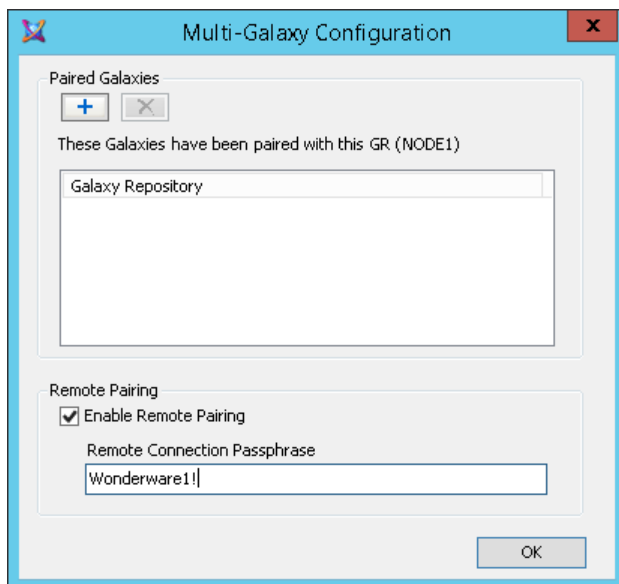 Multi-Galaxy Configuration
x
Paired Galaxies
These Galaxies have been paired with this GR (NODE1)
Galaxy Repository
Remote Pairing
Enable Remote Pairing
Remote Connection Passphrase
Wonderware1!
OK